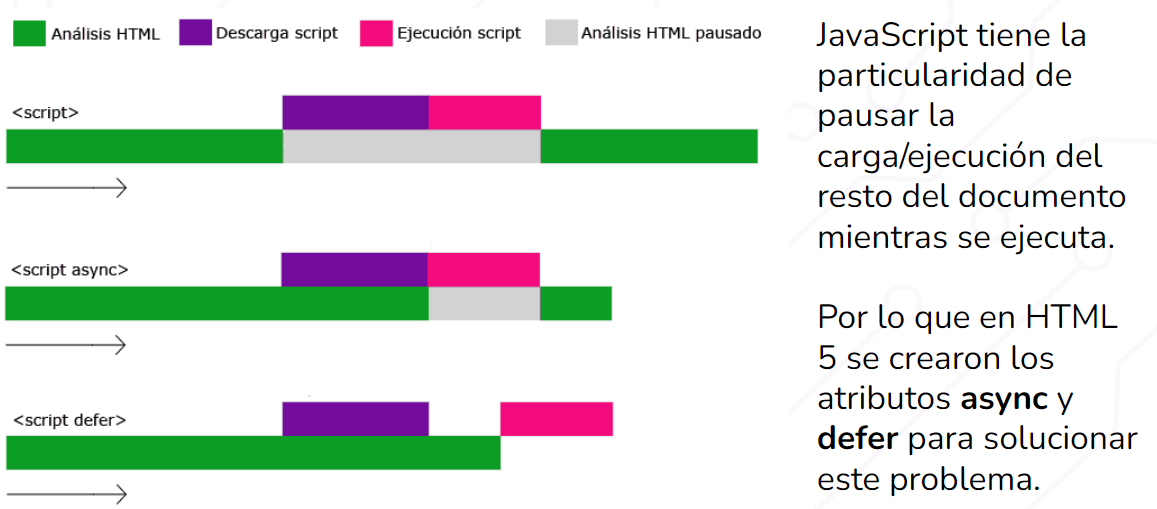 Análisis HTML
Descarga script
Ejecución script
Análisis HTML pausado
<script>
<script async>
<script defer>
JavaScript tiene la
particularidad de
pausar la
carga/ejecución del
resto del documento
mientras se ejecuta.
Por lo que en HTML
5 se crearon los
atributos async y
defer para solucionar
este problema.